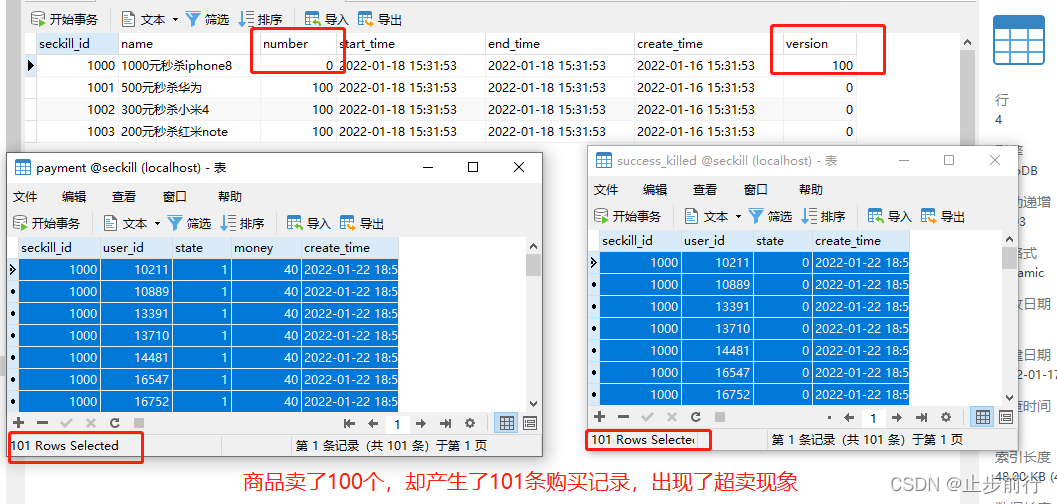 开始事务 文本 筛选 排序 导入 导出
seckill_id name number start_time end_time create_time version
1000 1000元秒杀iphone8 0 2022-01-18 15:31:53 2022-01-18 15:31:53 2022-01-16 15:31:53 100
1001 500元秒杀华为 100 2022-01-18 15:31:53 2022-01-18 15:31:53 2022-01-16 15:31:53 0
1002 300元秒杀小米4 100 2022-01-18 15:31:53 2022-01-18 15:31:53 2022-01-16 15:31:53 0
1003 200元秒杀红米note 100 2022-01-18 15:31:53 2022-01-18 15:31:53 2022-01-16 15:31:53 0
行
4
payment @seckill (localhost) - 表
文件 编辑 查看 窗口 帮助
开始事务 文本 筛选 排序 导入 导出
seckill_id user_id state money create_time
1000 10211 1 40 2022-01-22 18:5
1000 10889 1 40 2022-01-22 18:5
1000 13391 1 40 2022-01-22 18:5
1000 13710 1 40 2022-01-22 18:5
1000 14481 1 40 2022-01-22 18:5
1000 16547 1 40 2022-01-22 18:5
1000 16752 1 40 2022-01-22 18:5
1
101 Rows Selected 第 1 条记录（共 101 条）于第 1 页
success_killed @seckill (localhost) - 表
文件 编辑 查看 窗口 帮助
开始事务 文本 筛选 排序 导入 导出
seckill_id user_id state create_time
1000 10211 0 2022-01-22 18:5
1000 10889 0 2022-01-22 18:5
1000 13391 0 2022-01-22 18:5
1000 13710 0 2022-01-22 18:5
1000 14481 0 2022-01-22 18:5
1000 16547 0 2022-01-22 18:5
1000 16752 0 2022-01-22 18:5
1
101 Rows Selecte 第 1 条记录（共 101 条）于第 1 页
oDB
动递增
03
格式
amic
改日期
建日期
2-01-17
查时间
索引长度
48.00 KB (4
商品卖了100个，却产生了101条购买记录，出现了超卖现象
CSDN @止步前行